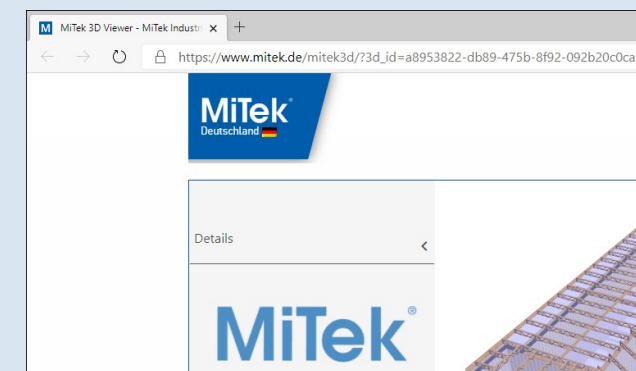 MiTek 3D Viewer - MiTek Industri
https://www.mitek.de/mitek3d/?3d_id=a8953822-db89-475b-8f92-092b20c0ca
MiTek®
Deutschland
Details
MiTek®